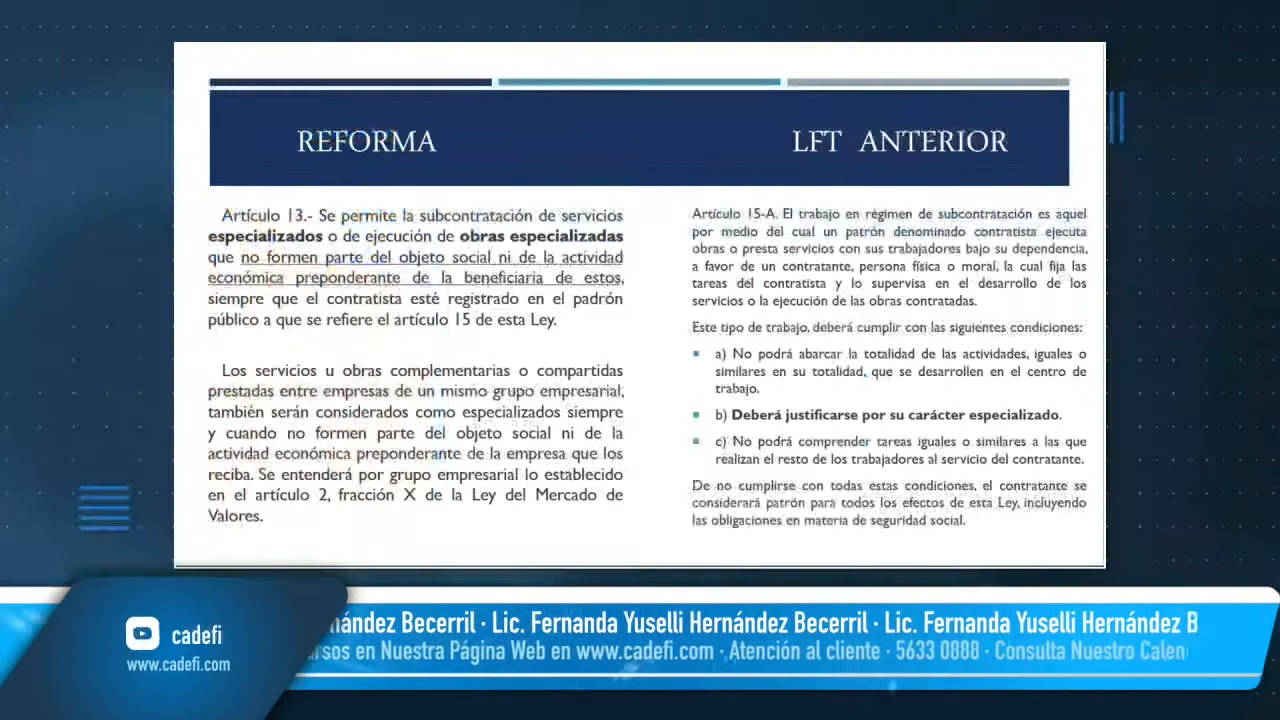 REFORMA
LFT ANTERIOR
Artículo 13.- Se permite la subcontratación de servicios
especializados o de ejecución de obras especializadas
que no formen parte del objeto social ni de la actividad
económica preponderante de la beneficiaria de estos,
siempre que el contratista esté registrado en el padrón
público a que se refiere el artículo 15 de esta Ley.
Los servicios u obras complementarias o compartidas
prestadas entre empresas de un mismo grupo empresarial,
también serán considerados como especializados siempre
y cuando no formen parte del objeto social ni de la
actividad económica preponderante de la empresa que los
reciba. Se entenderá por grupo empresarial lo establecido
en el artículo 2, fracción X de la Ley del Mercado de
Valores.
Artículo 15-A. El trabajo en régimen de subcontratación es aquel
por medio del cual un patrón denominado contratista ejecuta
obras o presta servicios con sus trabajadores bajo su dependencia,
a favor de un contratante, persona física o moral, la cual fija las
tareas del contratista y lo supervisa en el desarrollo de los
servicios o la ejecución de las obras contratadas.
Este tipo de trabajo, deberá cumplir con las siguientes condiciones:
a) No podrá abarcar la totalidad de las actividades, iguales o
similares en su totalidad, que se desarrollen en el centro de
trabajo.
b) Deberá justificarse por su carácter especializado.
c) No podrá comprender tareas iguales o similares a las que
realizan el resto de los trabajadores al servicio del contratante.
De no cumplirse con todas estas condiciones, el contratante se
considerará patrón para todos los efectos de esta Ley, incluyendo
las obligaciones en materia de seguridad social.
cadefi
www.cadefi.com
nández Becerril · Lic. Fernanda Yuselli Hernández Becerril · Lic. Fernanda Yuselli Hernández B
ursos en Nuestra Página Web en www.cadefi.com · Atención al cliente · 5633 0888 · Consulta Nuestro Calen